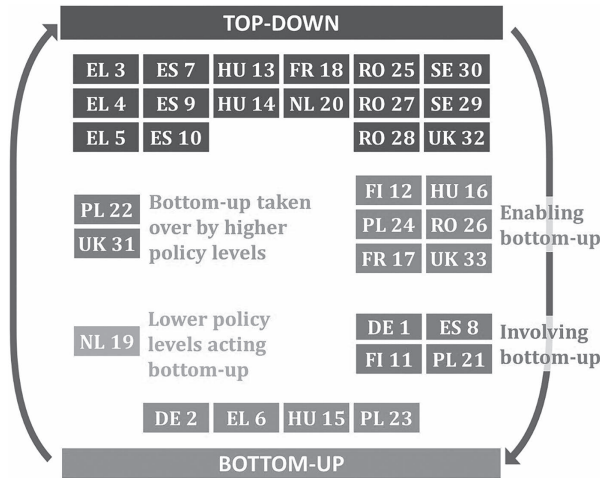 TOP-DOWN
EL 3 ES 7 HU 13 FR 18 RO 25 SE 30
EL 4 ES 9 HU 14 NL 20 RO 27 SE 29
EL 5 ES 10 RO 28 UK 32
PL 22
UK 31
Bottom-up taken
over by higher
policy levels
FI 12 HU 16
PL 24 RO 26
FR 17 UK 33
Enabling
bottom-up
NL 19
Lower policy
levels acting
bottom-up
DE 1 ES 8
FI 11 PL 21
Involving
bottom-up
DE 2 EL 6 HU 15 PL 23
BOTTOM-UP